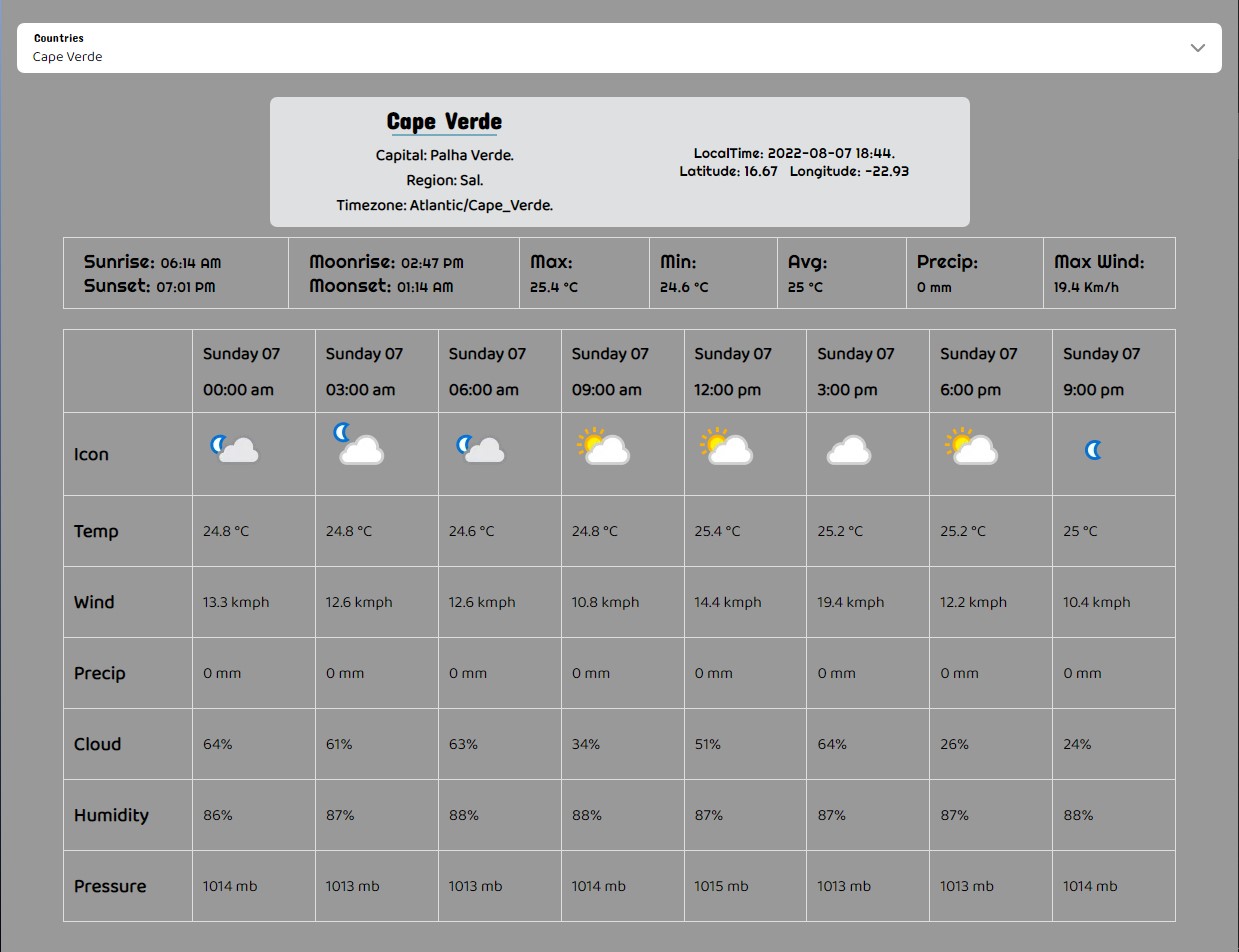 Countries
Cape Verde
Cape Verde
Capital: Palha Verde.
Region: Sal.
Timezone: Atlantic/Cape_Verde.
LocalTime: 2022-08-07 18:44.
Latitude: 16.67 Longitude: -22.93
Sunrise: 06:14 AM
Sunset: 07:01 PM
Moonrise: 02:47 PM
Moonset: 01:14 AM
Max:
25.4 °C
Min:
24.6 °C
Avg:
25 °C
Precip:
0 mm
Max Wind:
19.4 Km/h
Sunday 07 Sunday 07 Sunday 07 Sunday 07 Sunday 07 Sunday 07 Sunday 07 Sunday 07
00:00 am 03:00 am 06:00 am 09:00 am 12:00 pm 3:00 pm 6:00 pm 9:00 pm
Icon
Temp 24.8 °C 24.8 °C 24.6 °C 24.8 °C 25.4 °C 25.2 °C 25.2 °C 25 °C
Wind 13.3 kmph 12.6 kmph 12.6 kmph 10.8 kmph 14.4 kmph 19.4 kmph 12.2 kmph 10.4 kmph
Precip 0 mm 0 mm 0 mm 0 mm 0 mm 0 mm 0 mm 0 mm
Cloud 64% 61% 63% 34% 51% 64% 26% 24%
Humidity 86% 87% 88% 88% 87% 87% 87% 88%
Pressure 1014 mb 1013 mb 1013 mb 1014 mb 1015 mb 1013 mb 1013 mb 1014 mb